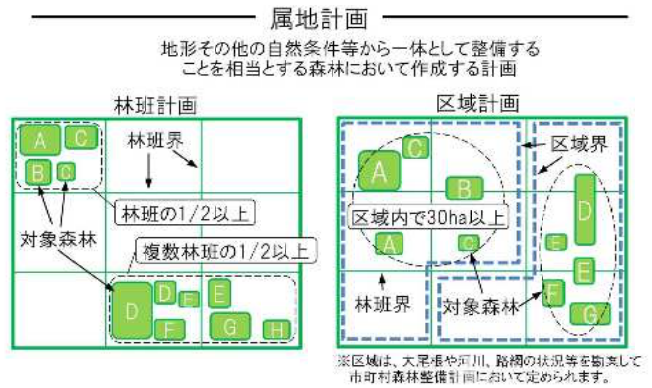 属地計画
地形その他の自然条件等から一体として整備する
ことを相当とする森林において作成する計画
林班計画
A
C
B
C
林班界
林班の1/2以上
対象森林
複数林班の1/2以上
D
D
E
E
F
G
H
区域計画
C
A
B
区域界
区域内で30ha以上
A
C
D
E
E
F
G
林班界
対象森林
※区域は、大尾根や河川、路網の状況等を勘案して
市町村森林整備計画において定められます。